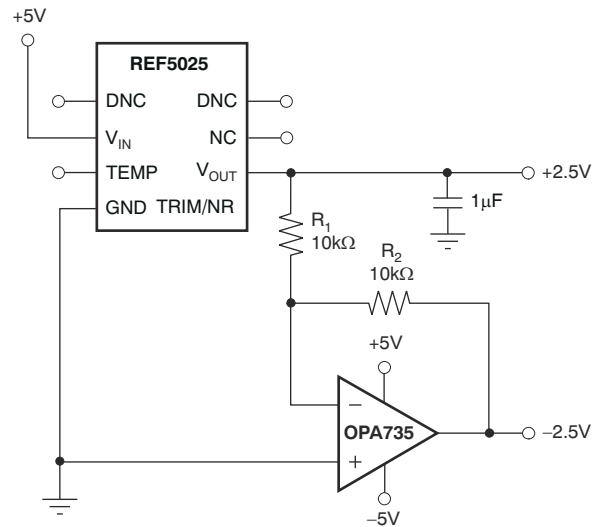 +5V
REF5025
DNC
DNC
V_IN
NC
TEMP
V_OUT
+2.5V
GND
TRIM/NR
1µF
R_1
10kΩ
R_2
10kΩ
+5V
−
OPA735
−2.5V
+
−5V